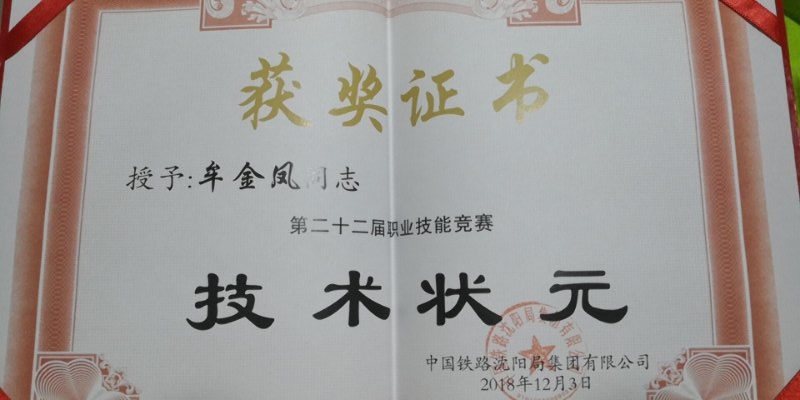 获奖证书
授予:牟金凤同志
第二十二届职业技能竞赛
技术状元
中国铁路沈阳局集团有限公司
2018年12月3日